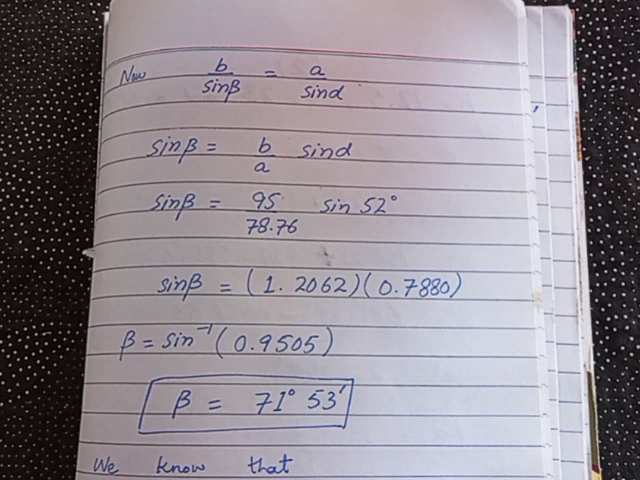 Now b/sinβ = a/sinα
sinβ = b/a sinα
sinβ = 95/78.76 sin 52°
sinβ = (1.2062)(0.7880)
β = sin⁻¹(0.9505)
β = 71° 53′
We know that